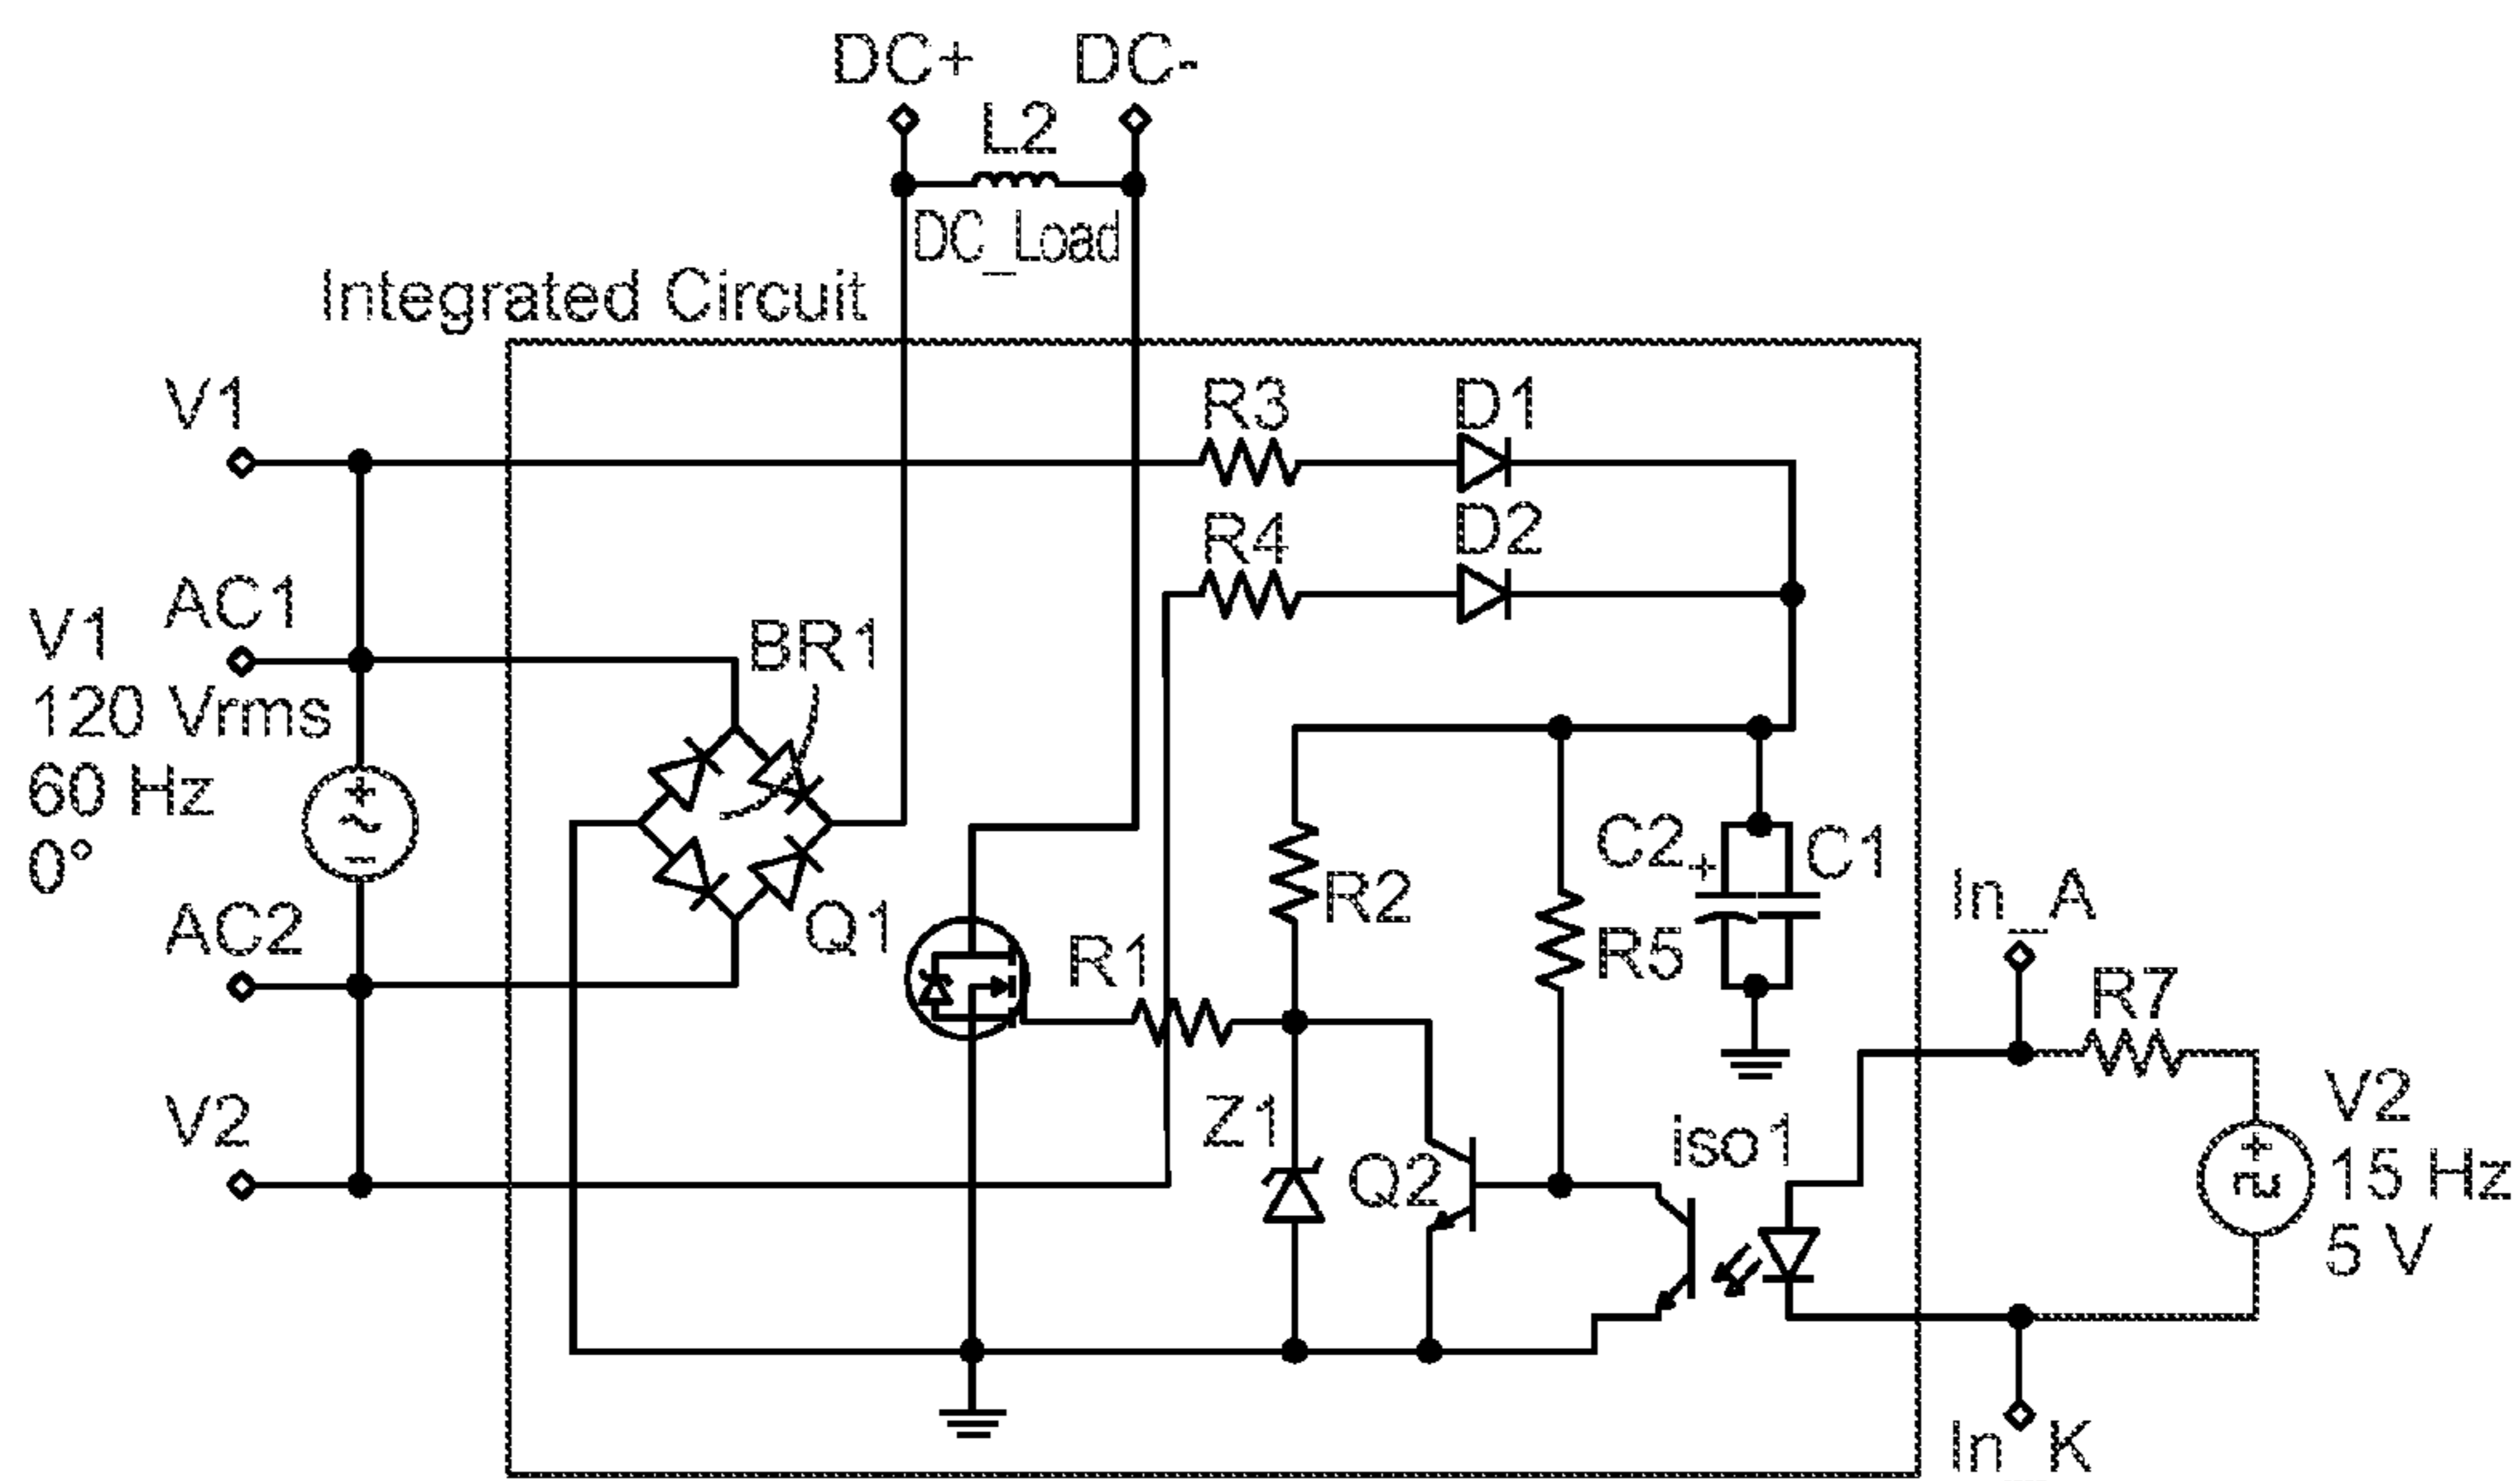 DC+
DC-
L2
DC_Load
Integrated Circuit
V1
R3
D1
R4
D2
AC1
V1
120 Vrms
60 Hz
0°
BR1
AC2
Q1
R1
R2
R5
C2
+
C1
In_A
R7
V2
Z1
Q2
iso1
V2
15 Hz
5 V
In_K